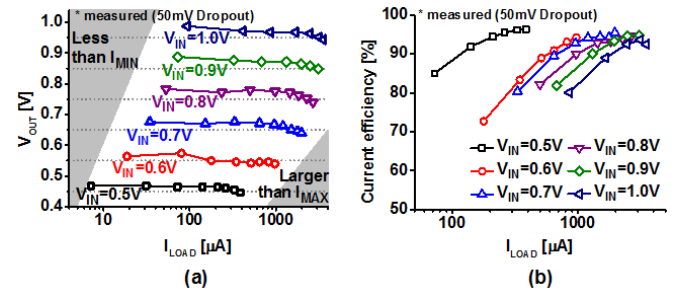 * measured (50mV Dropout)
1.0
0.9
0.8
0.7
0.6
0.5
0.4
V_OUT [V]
Less
than I_MIN
V_IN=1.0V
V_IN=0.9V
V_IN=0.8V
V_IN=0.7V
V_IN=0.6V
V_IN=0.5V
Larger
than I_MAX
10
100
1000
I_LOAD [µA]
(a)
* measured (50mV Dropout)
100
90
80
70
60
50
Current efficiency [%]
V_IN=0.5V
V_IN=0.8V
V_IN=0.6V
V_IN=0.9V
V_IN=0.7V
V_IN=1.0V
100
1000
I_LOAD [µA]
(b)